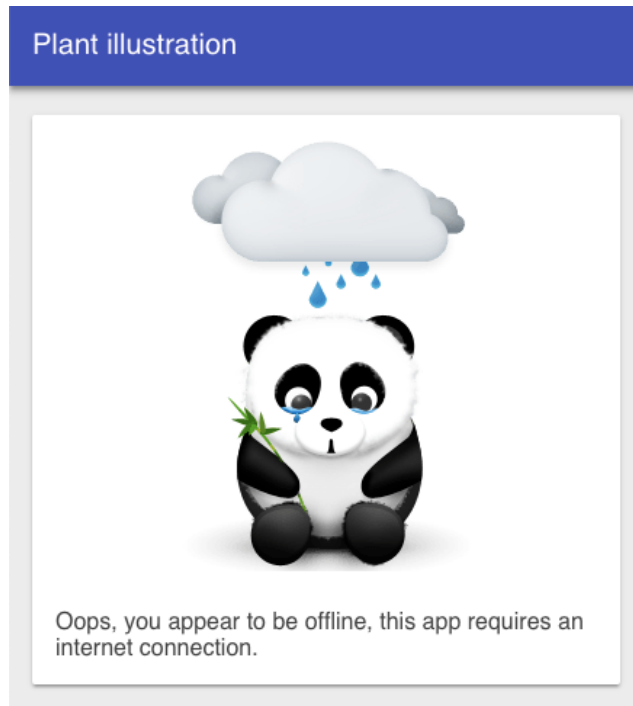 Plant illustration
Oops, you appear to be offline, this app requires an
internet connection.